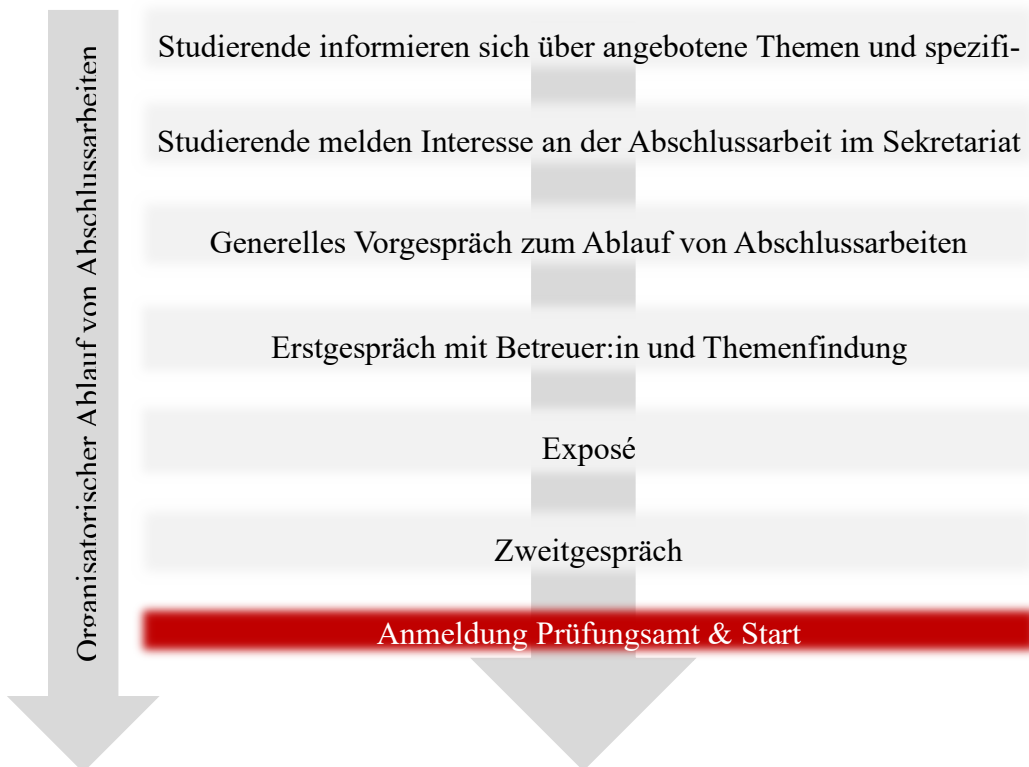 Organisatorischer Ablauf von Abschlussarbeiten
Studierende informieren sich über angebotene Themen und spezifi-
Studierende melden Interesse an der Abschlussarbeit im Sekretariat
Generelles Vorgespräch zum Ablauf von Abschlussarbeiten
Erstgespräch mit Betreuer:in und Themenfindung
Exposé
Zweitgespräch
Anmeldung Prüfungsamt & Start